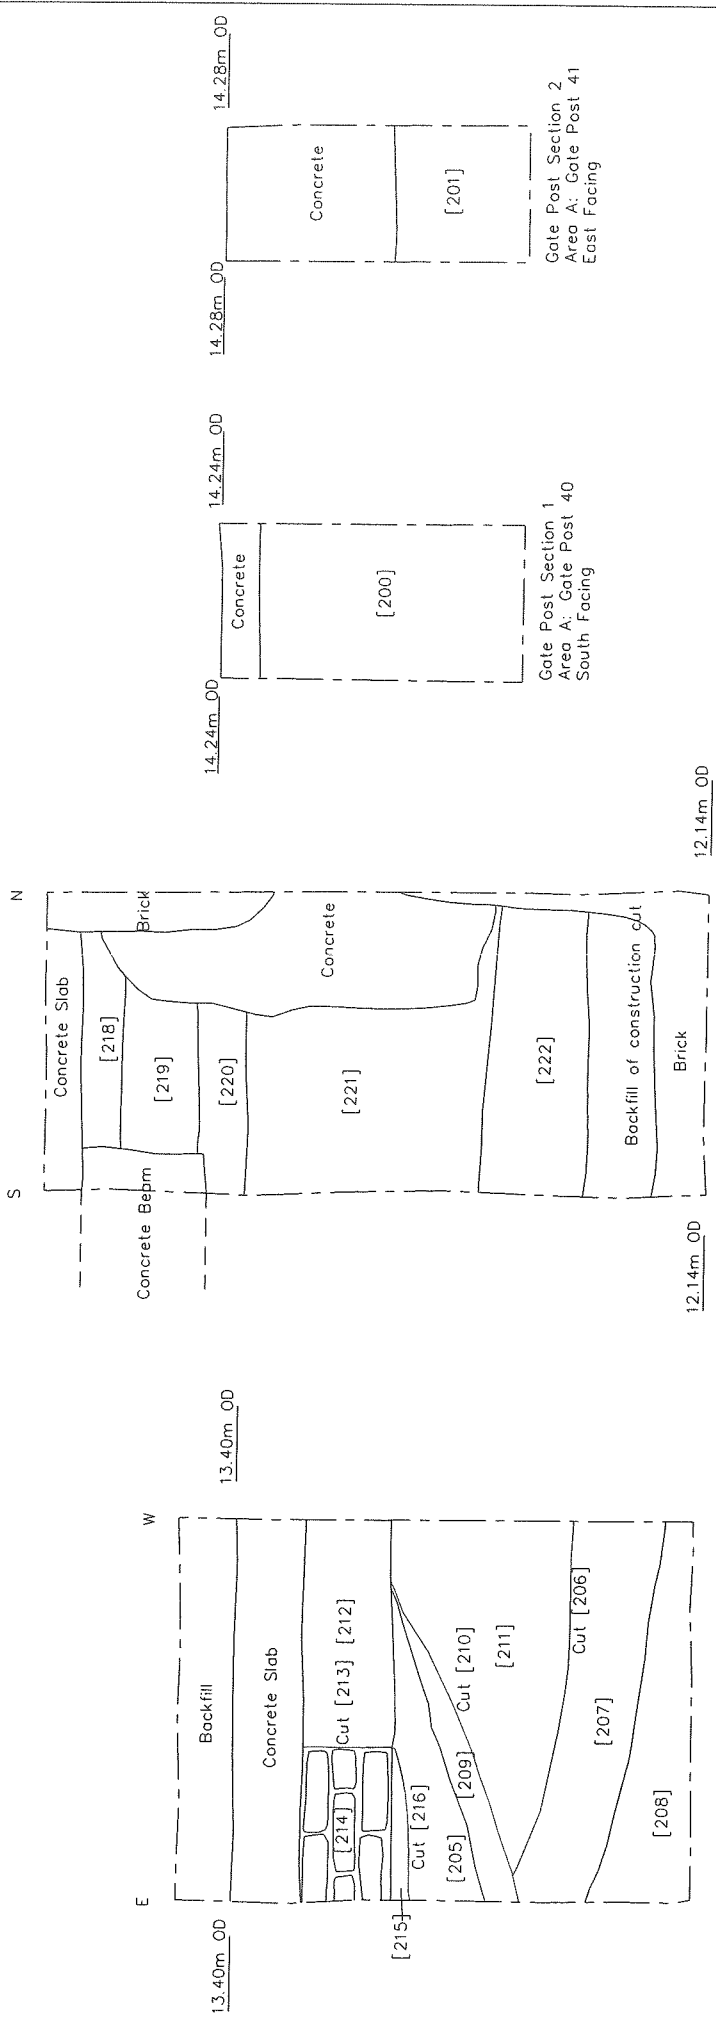 E
W
13.40m OD
13.40m OD
Backfill
Concrete Slab
Cut [213]
[212]
[214]
[215]
Cut [216]
[205]
[209]
Cut [210]
[211]
Cut [206]
[207]
[208]
S
N
Concrete Slab
Concrete Beam
[218]
Brick
[219]
[220]
Concrete
[221]
[222]
Backfill of construction cut
Brick
12.14m OD
12.14m OD
14.24m OD
14.24m OD
Concrete
[200]
Gate Post Section 1
Area A: Gate Post 40
South Facing
14.28m OD
14.28m OD
Concrete
[201]
Gate Post Section 2
Area A: Gate Post 41
East Facing